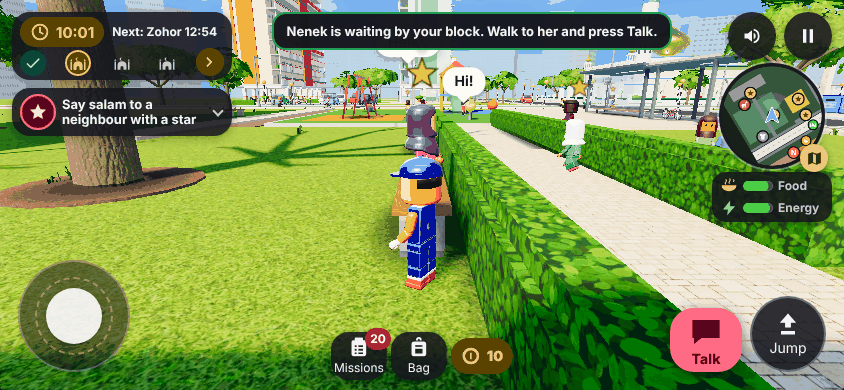 10:01
Next: Zohor 12:54
Nenek is waiting by your block. Walk to her and press Talk.
Say salam to a
neighbour with a star
Hi!
Food
Energy
20
Missions
Bag
10
Talk
Jump